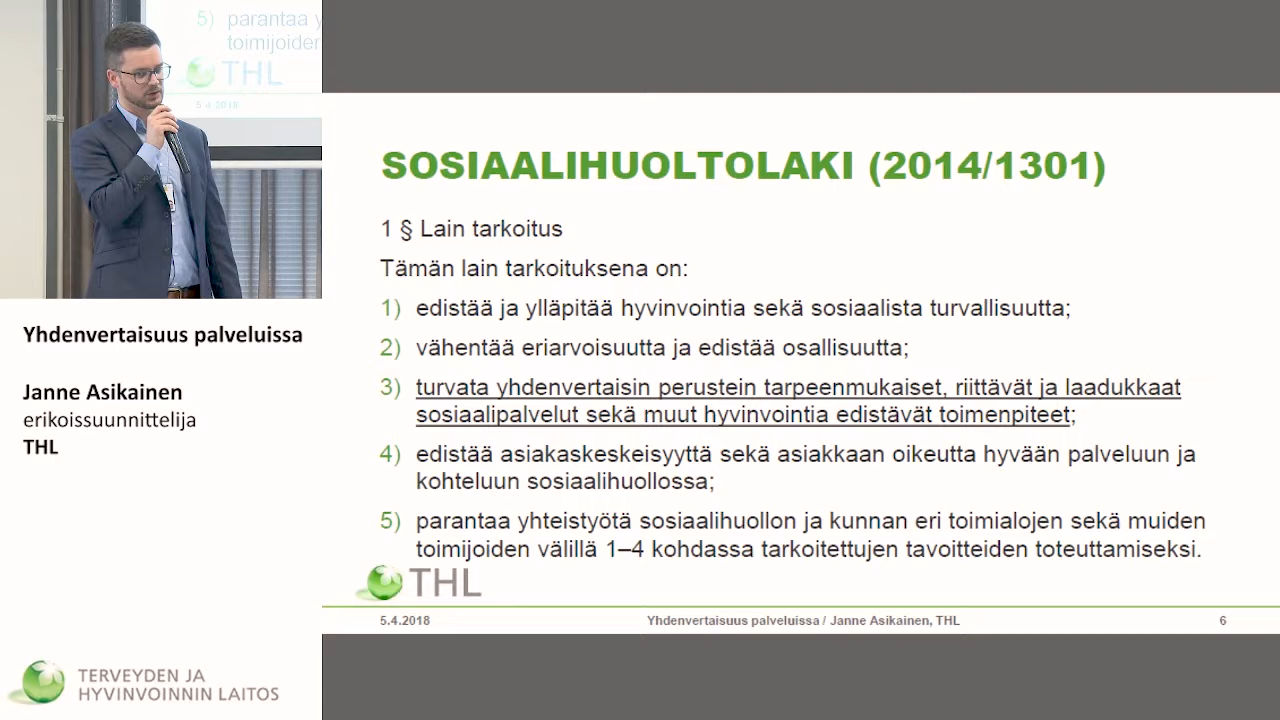 5) parantaa y
toimijoider
THL
5.4.2018
Yhdenvertaisuus palveluissa
Janne Asikainen
erikoissuunnittelija
THL
TERVEYDEN JA
HYVINVOINNIN LAITOS
SOSIAALIHUOLTOLAKI (2014/1301)
1 § Lain tarkoitus
Tämän lain tarkoituksena on:
1) edistää ja ylläpitää hyvinvointia sekä sosiaalista turvallisuutta;
2) vähentää eriarvoisuutta ja edistää osallisuutta;
3) turvata yhdenvertaisin perustein tarpeenmukaiset, riittävät ja laadukkaat
sosiaalipalvelut sekä muut hyvinvointia edistävät toimenpiteet;
4) edistää asiakaskeskeisyyttä sekä asiakkaan oikeutta hyvään palveluun ja
kohteluun sosiaalihuollossa;
5) parantaa yhteistyötä sosiaalihuollon ja kunnan eri toimialojen sekä muiden
toimijoiden välillä 1–4 kohdassa tarkoitettujen tavoitteiden toteuttamiseksi.
THL
5.4.2018 Yhdenvertaisuus palveluissa / Janne Asikainen, THL 6